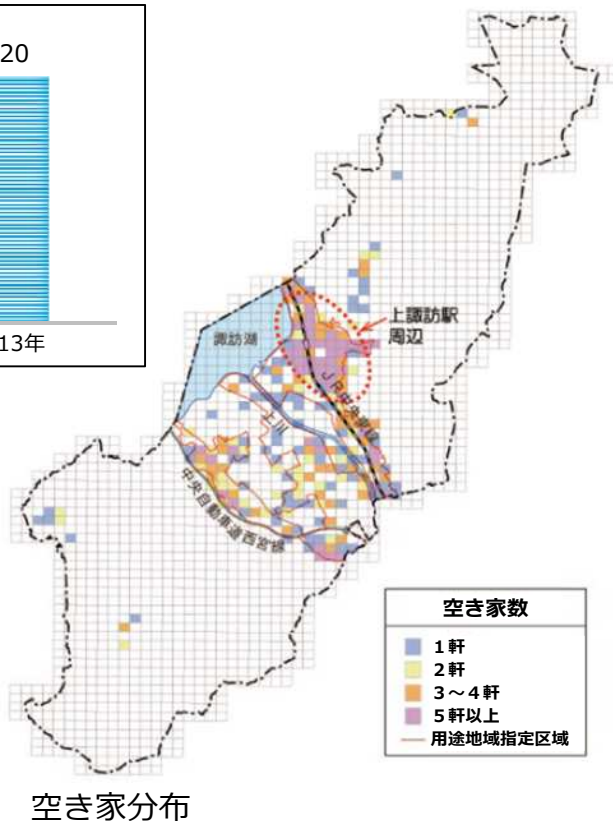 20
13年
諏訪湖
上諏訪駅
周辺
JR中央本線
上川
中央自動車道西宮線
空き家数
1軒
2軒
3～4軒
5軒以上
用途地域指定区域
空き家分布